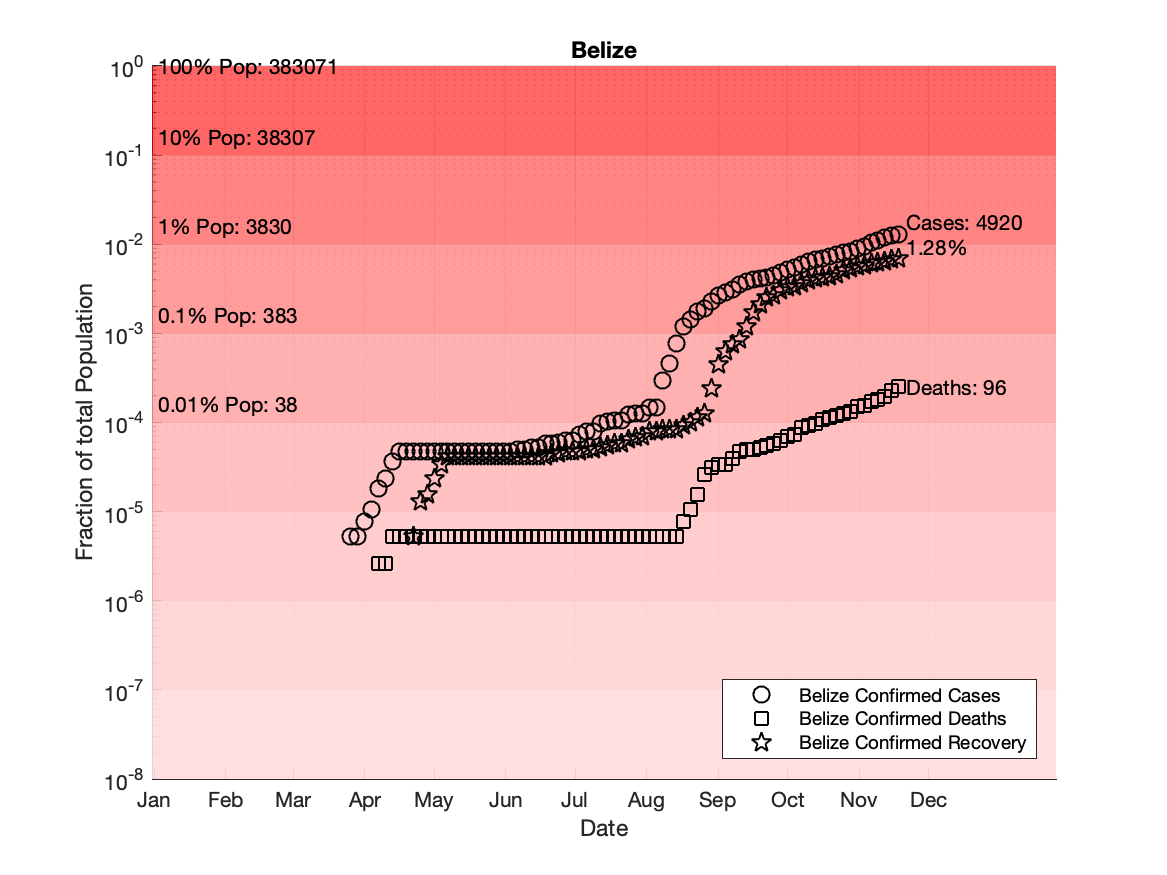 Belize
10^0
100% Pop: 383071
10% Pop: 38307
10^-1
1% Pop: 3830
Cases: 4920
10^-2
1.28%
0.1% Pop: 383
10^-3
Deaths: 96
0.01% Pop: 38
10^-4
10^-5
10^-6
10^-7
10^-8
Fraction of total Population
Belize Confirmed Cases
Belize Confirmed Deaths
Belize Confirmed Recovery
Jan Feb Mar Apr May Jun Jul Aug Sep Oct Nov Dec
Date